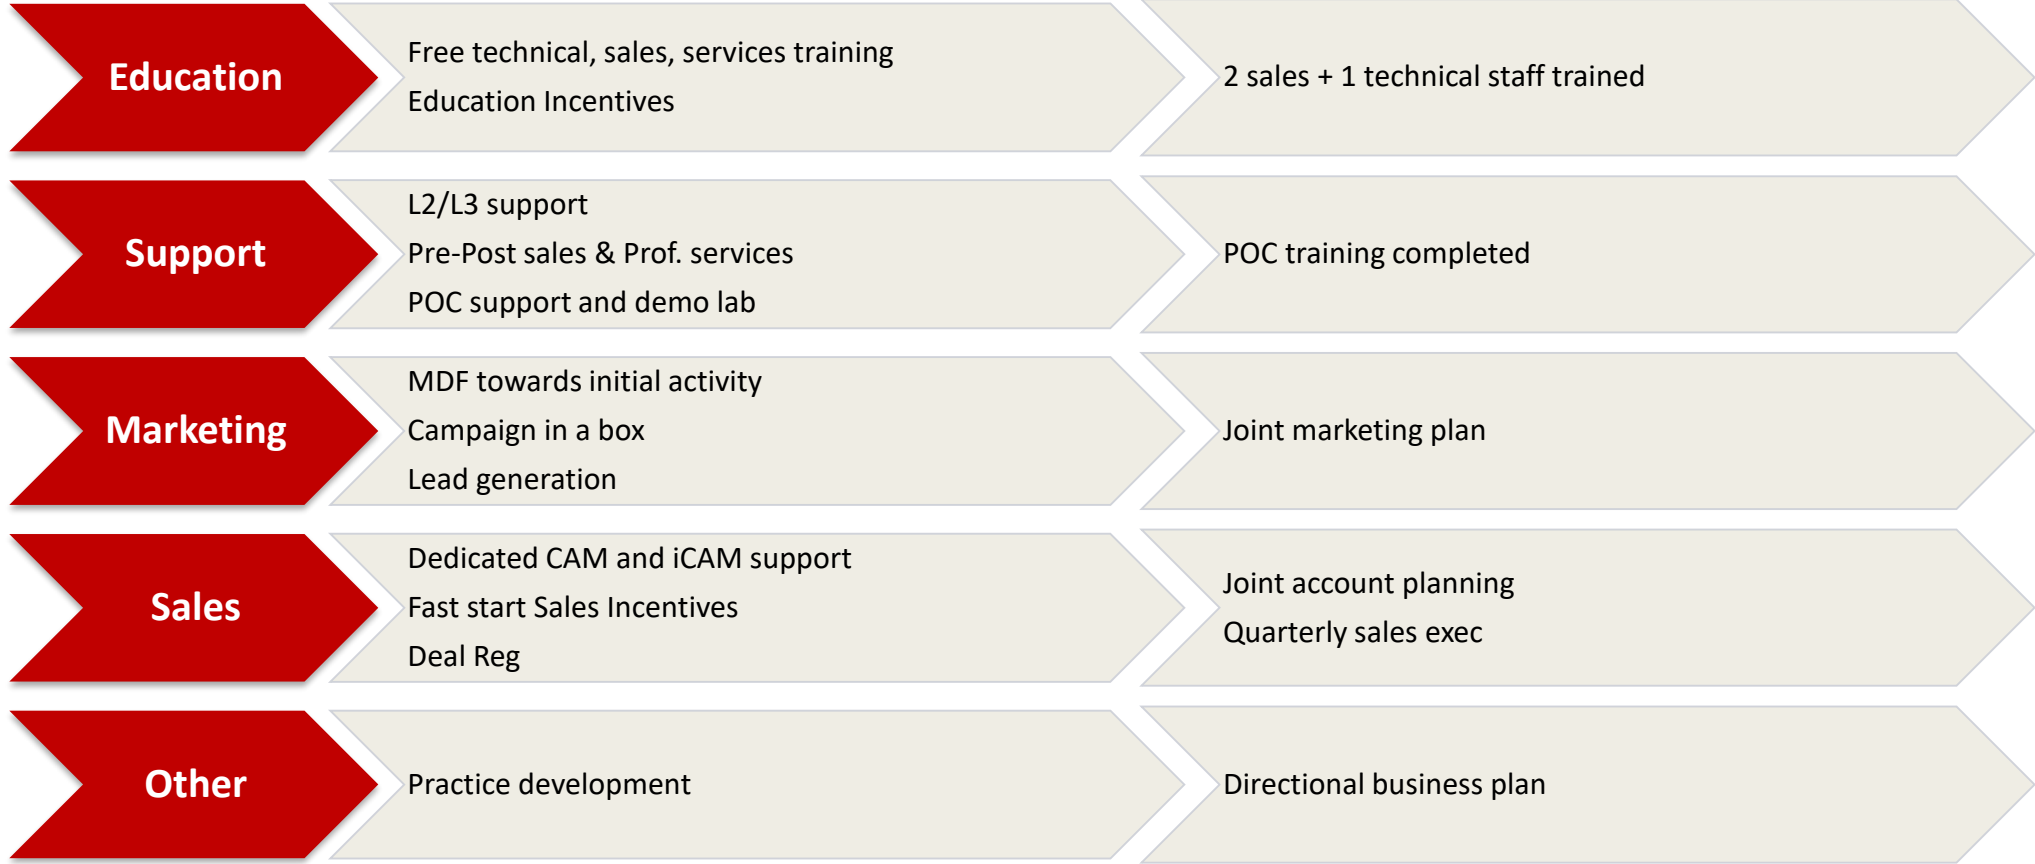 Education
Free technical, sales, services training
Education Incentives
2 sales + 1 technical staff trained
Support
L2/L3 support
Pre-Post sales & Prof. services
POC support and demo lab
POC training completed
Marketing
MDF towards initial activity
Campaign in a box
Lead generation
Joint marketing plan
Sales
Dedicated CAM and iCAM support
Fast start Sales Incentives
Deal Reg
Joint account planning
Quarterly sales exec
Other
Practice development
Directional business plan